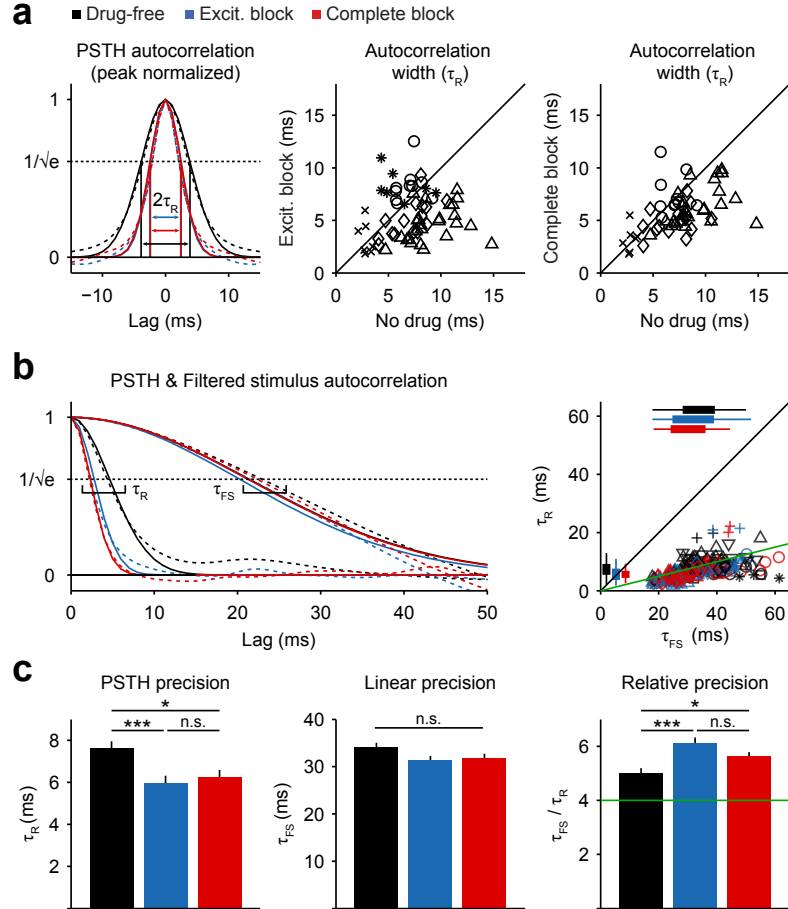 a
Drug-free Excit. block Complete block
PSTH autocorrelation
(peak normalized)
1
1/√e
0
2τR
−10 0 10
Lag (ms)
Autocorrelation
width (τR)
Excit. block (ms)
15
10
5
0
0 5 10 15
No drug (ms)
Autocorrelation
width (τR)
Complete block (ms)
15
10
5
0
0 5 10 15
No drug (ms)
b
PSTH & Filtered stimulus autocorrelation
1
1/√e
0
τR
τFS
0 10 20 30 40 50
Lag (ms)
τR (ms)
60
40
20
0
0 20 40 60
τFS (ms)
c
PSTH precision
*
*** n.s.
τR (ms)
8
6
4
2
Linear precision
n.s.
τFS (ms)
40
30
20
10
Relative precision
*
*** n.s.
τFS / τR
6
4
2